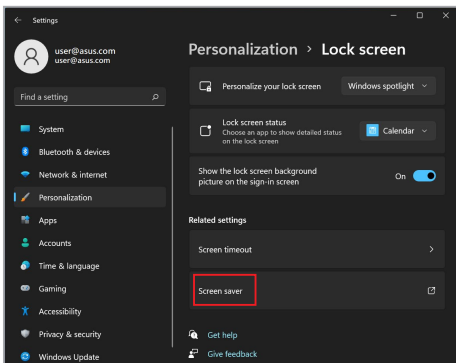 Settings
user@asus.com
user@asus.com
Find a setting
System
Bluetooth & devices
Network & internet
Personalization
Apps
Accounts
Time & language
Gaming
Accessibility
Privacy & security
Windows Update
Personalization > Lock screen
Personalize your lock screen
Windows spotlight
Lock screen status
Choose an app to show detailed status
on the lock screen
Calendar
Show the lock screen background
picture on the sign-in screen
On
Related settings
Screen timeout
Screen saver
Get help
Give feedback